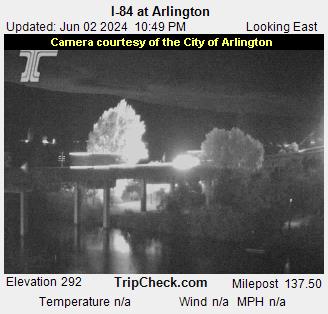 I-84 at Arlington
Updated: Jun 02 2024 10:49 PM Looking East
Camera courtesy of the City of Arlington
Elevation 292 TripCheck.com Milepost 137.50
Temperature n/a Wind n/a MPH n/a